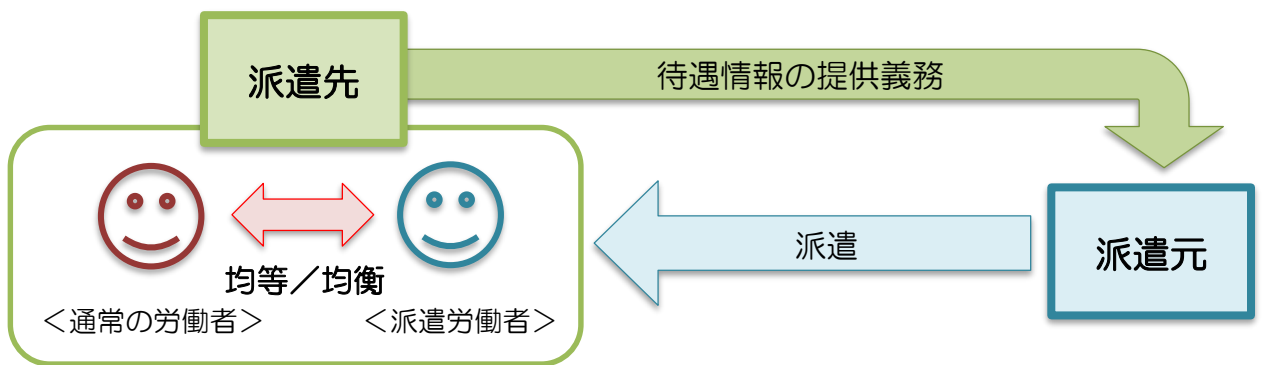 派遣先
待遇情報の提供義務
派遣
派遣元
均等／均衡
＜通常の労働者＞
＜派遣労働者＞